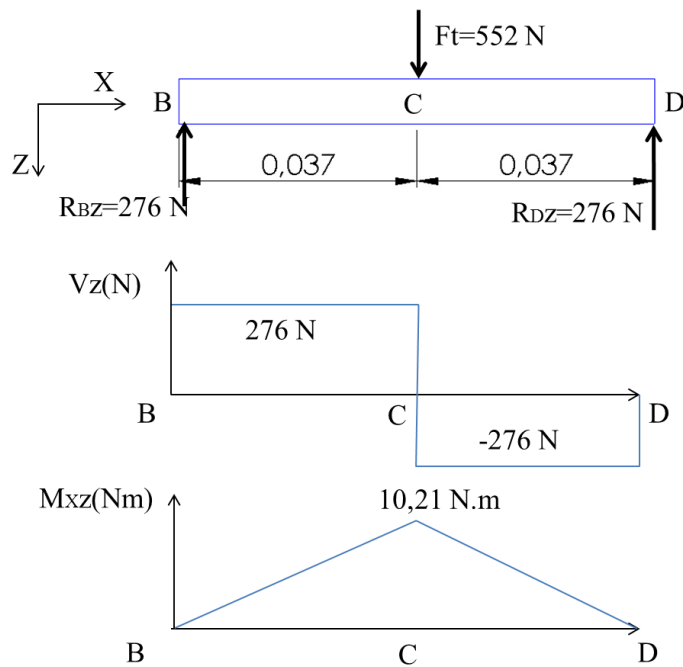 Ft=552 N
X
B
C
D
Z
0,037
0,037
RBZ=276 N
RDZ=276 N
Vz(N)
276 N
B
C
D
-276 N
MXZ(Nm)
10,21 N.m
B
C
D